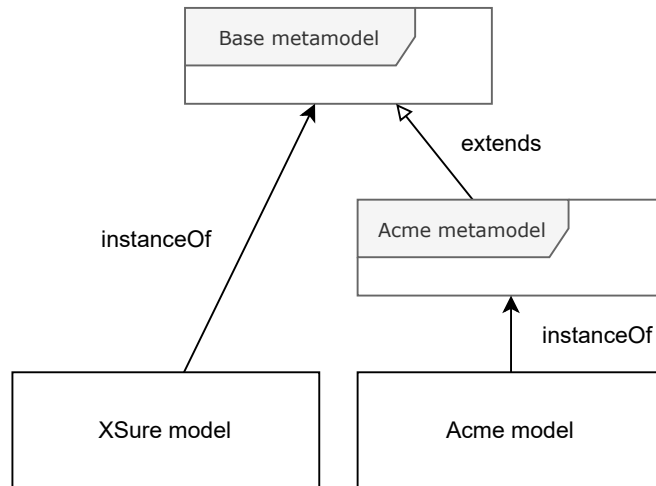 Base metamodel
extends
Acme metamodel
instanceOf
instanceOf
XSure model
Acme model